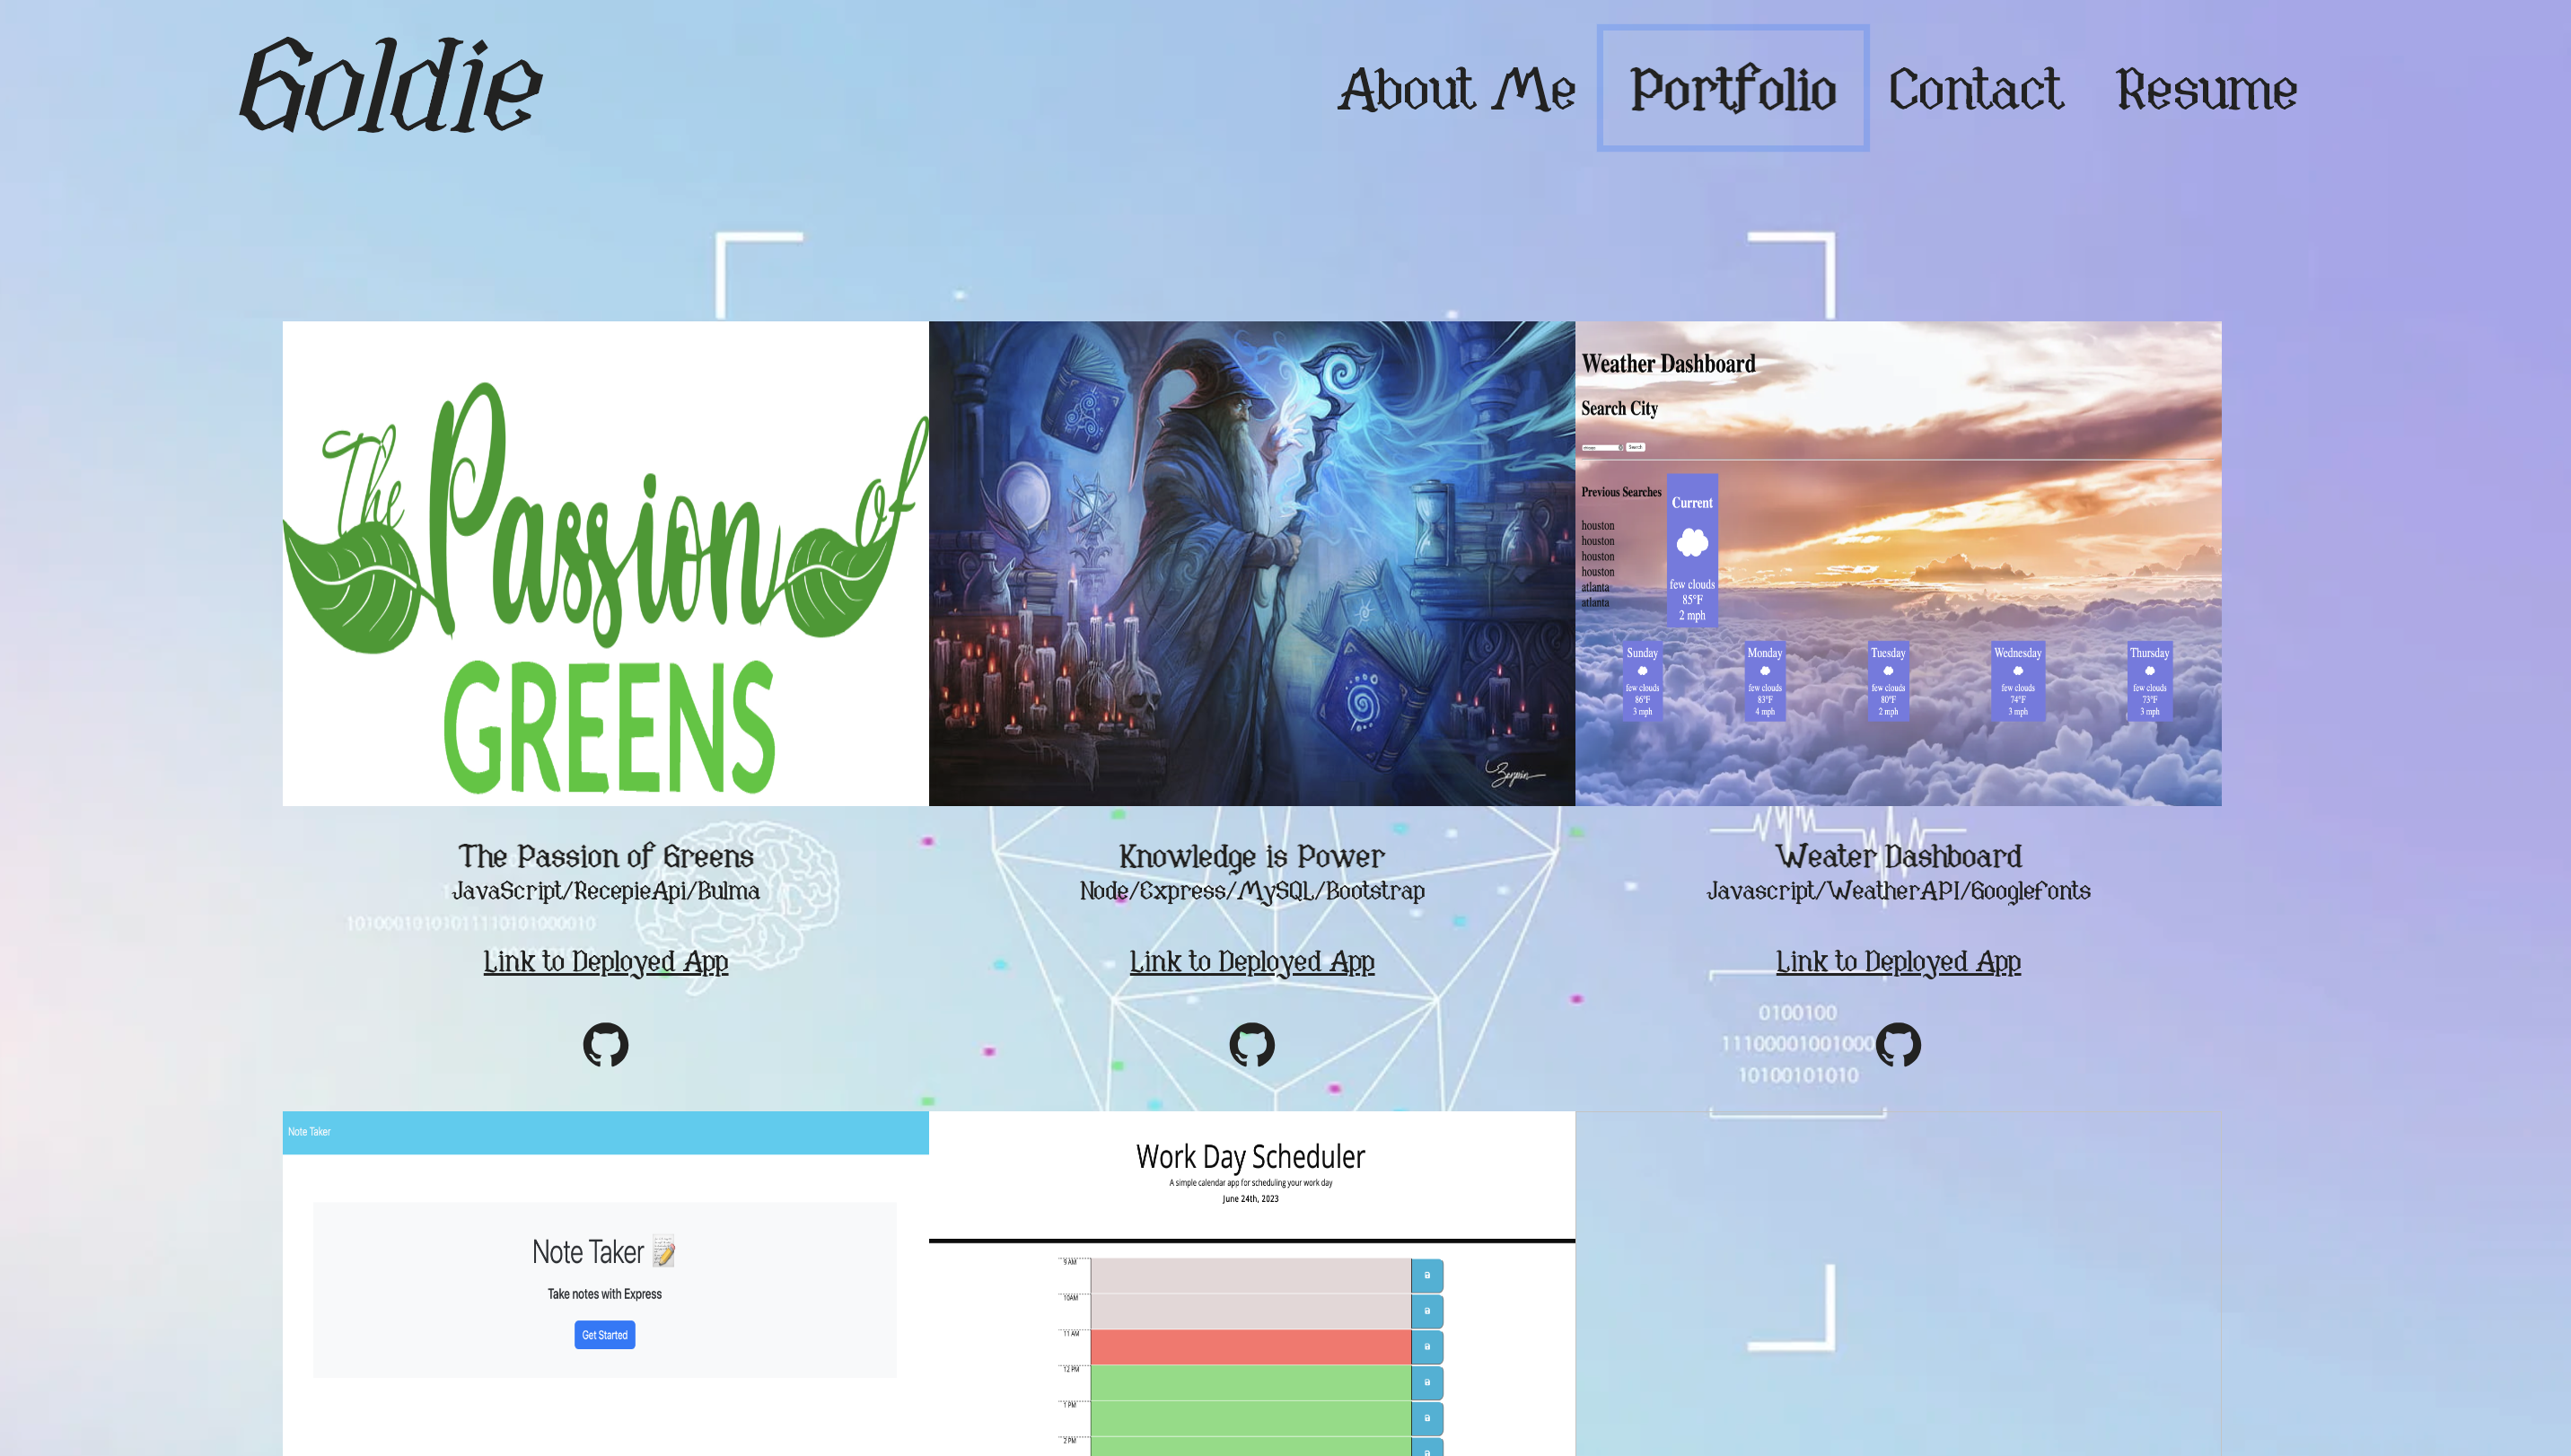 Goldie
About Me Portfolio Contact Resume
The Passion of
GREENS
Zeypin
Weather Dashboard
Search City
Search
Previous Searches
houston
houston
houston
houston
atlanta
atlanta
Current
few clouds
85°F
2 mph
Sunday
few clouds
86°F
3 mph
Monday
few clouds
83°F
4 mph
Tuesday
few clouds
80°F
2 mph
Wednesday
few clouds
74°F
3 mph
Thursday
few clouds
73°F
3 mph
The Passion of Greens
JavaScript/RecepieApi/Bulma
1010001010101111010101000010
Link to Deployed App
Knowledge is Power
Node/Express/MySQL/Bootstrap
Link to Deployed App
Weater Dashboard
Javascript/WeatherAPI/Googlefonts
Link to Deployed App
0100100
11100001001000
10100101010
Note Taker
Note Taker
Take notes with Express
Get Started
Work Day Scheduler
A simple calendar app for scheduling your work day
June 24th, 2023
9 AM
10AM
11 AM
12 PM
1 PM
2 PM